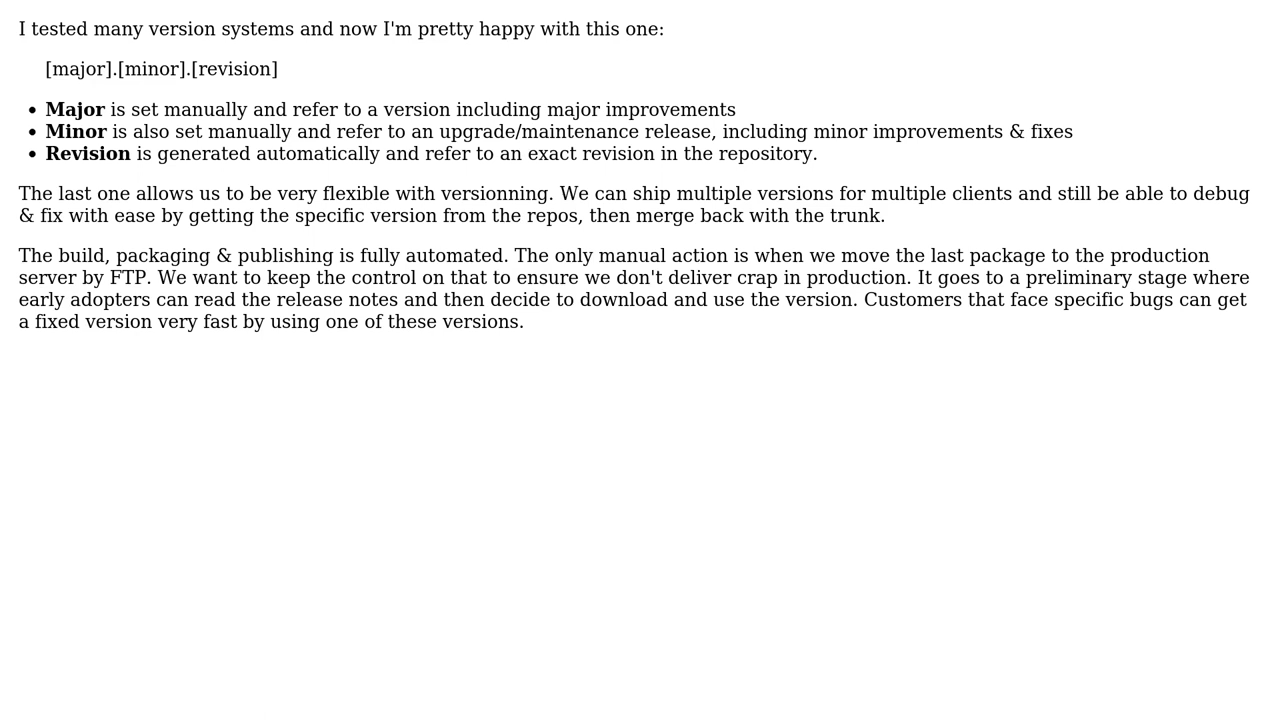 I tested many version systems and now I'm pretty happy with this one:
[major].[minor].[revision]
• Major is set manually and refer to a version including major improvements
• Minor is also set manually and refer to an upgrade/maintenance release, including minor improvements & fixes
• Revision is generated automatically and refer to an exact revision in the repository.
The last one allows us to be very flexible with versionning. We can ship multiple versions for multiple clients and still be able to debug
& fix with ease by getting the specific version from the repos, then merge back with the trunk.
The build, packaging & publishing is fully automated. The only manual action is when we move the last package to the production
server by FTP. We want to keep the control on that to ensure we don't deliver crap in production. It goes to a preliminary stage where
early adopters can read the release notes and then decide to download and use the version. Customers that face specific bugs can get
a fixed version very fast by using one of these versions.